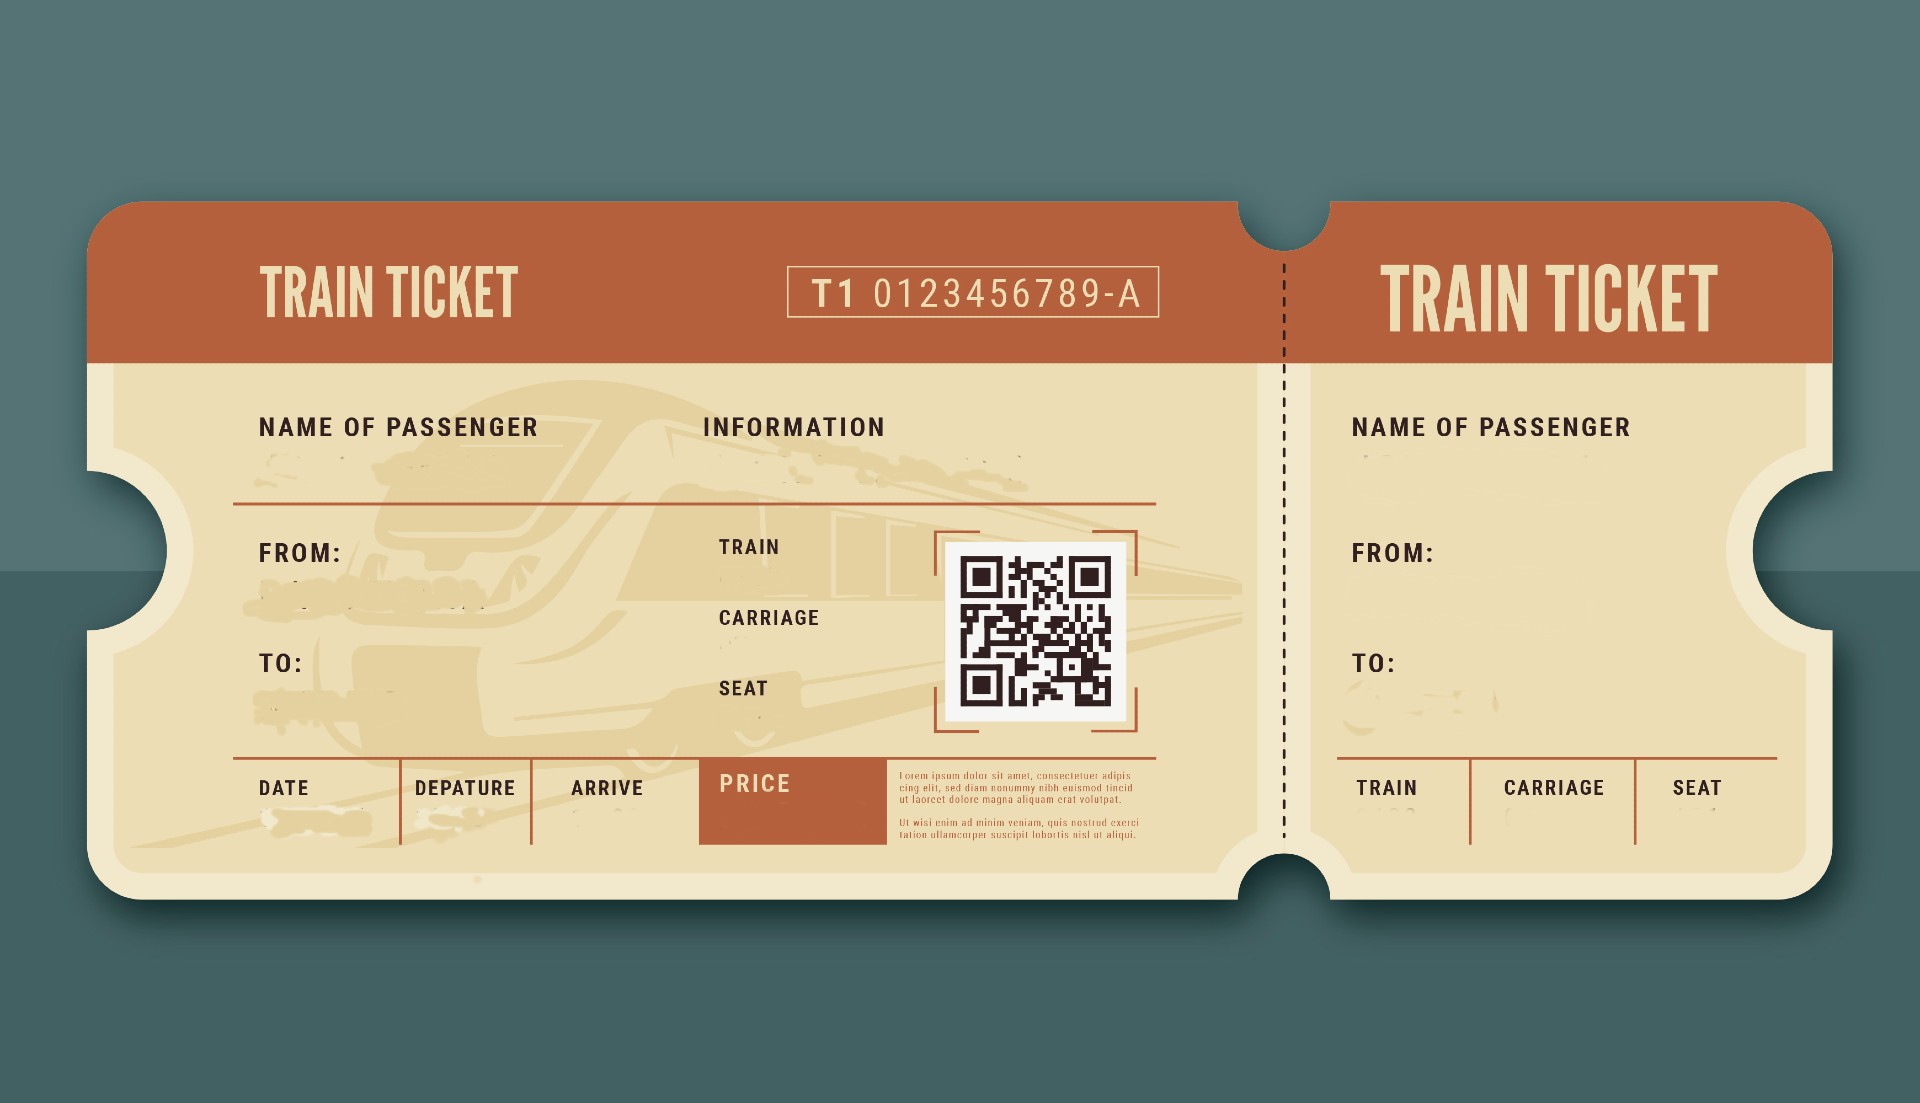 TRAIN TICKET
T1 0123456789-A
NAME OF PASSENGER
INFORMATION
FROM:
TRAIN
CARRIAGE
TO:
SEAT
DATE
DEPATURE
ARRIVE
PRICE
Lorem ipsum dolor sit amet, consectetuer adipis
cing elit, sed diam nonummy nibh euismod tincid
ut laoreet dolore magna aliquam erat volutpat.
Ut wisi enim ad minim veniam, quis nostrud exerci
tation ullamcorper suscipit lobortis nisl ut aliqui.
TRAIN TICKET
NAME OF PASSENGER
FROM:
TO:
TRAIN
CARRIAGE
SEAT